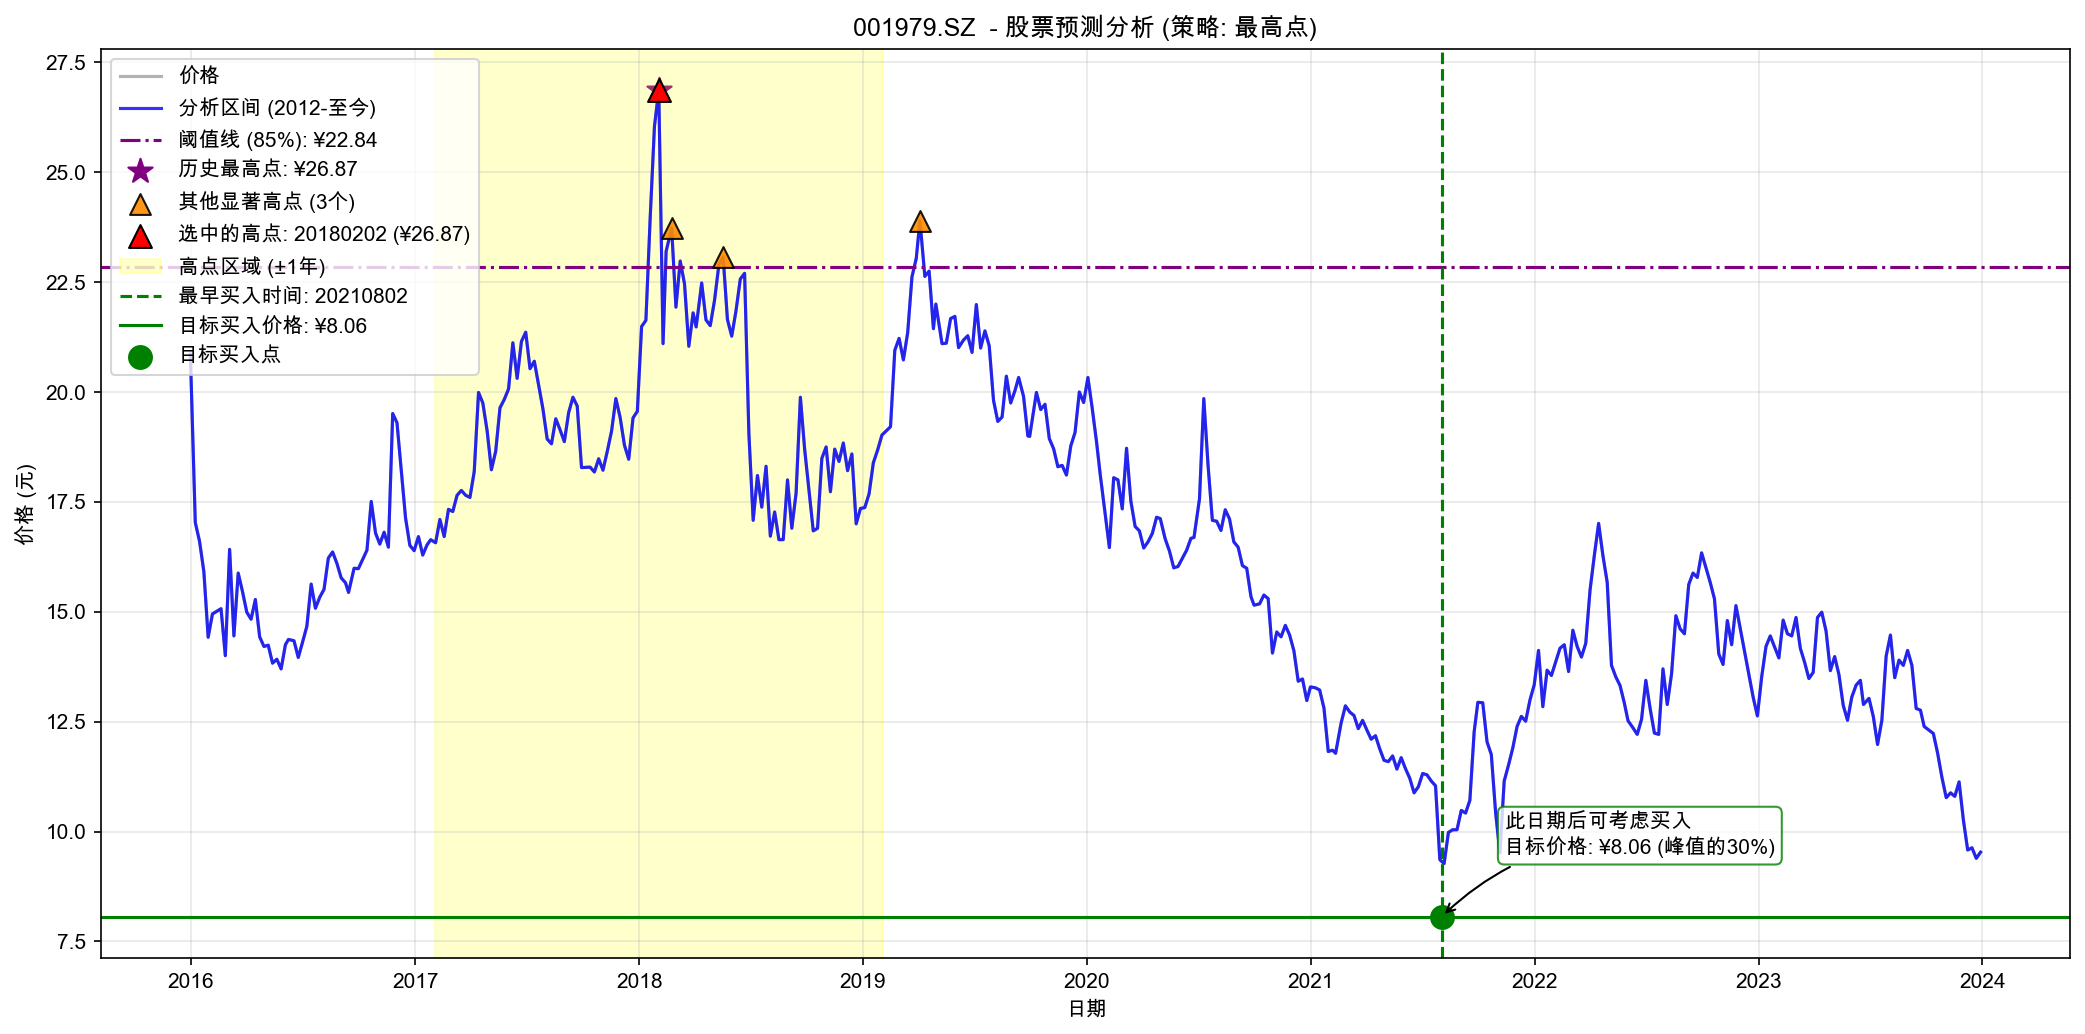 001979.SZ - 股票预测分析 (策略: 最高点)
价格
分析区间 (2012-至今)
阈值线 (85%): ¥22.84
历史最高点: ¥26.87
其他显著高点 (3个)
选中的高点: 20180202 (¥26.87)
高点区域 (±1年)
最早买入时间: 20210802
目标买入价格: ¥8.06
目标买入点
27.5
25.0
22.5
20.0
17.5
15.0
12.5
10.0
7.5
价格 (元)
此日期后可考虑买入
目标价格: ¥8.06 (峰值的30%)
2016
2017
2018
2019
2020
2021
2022
2023
2024
日期